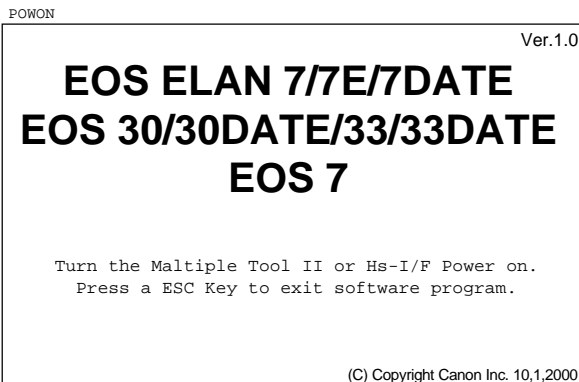 POWON
Ver.1.0
EOS ELAN 7/7E/7DATE
EOS 30/30DATE/33/33DATE
EOS 7
Turn the Maltiple Tool II or Hs-I/F Power on.
Press a ESC Key to exit software program.
(C) Copyright Canon Inc. 10,1,2000